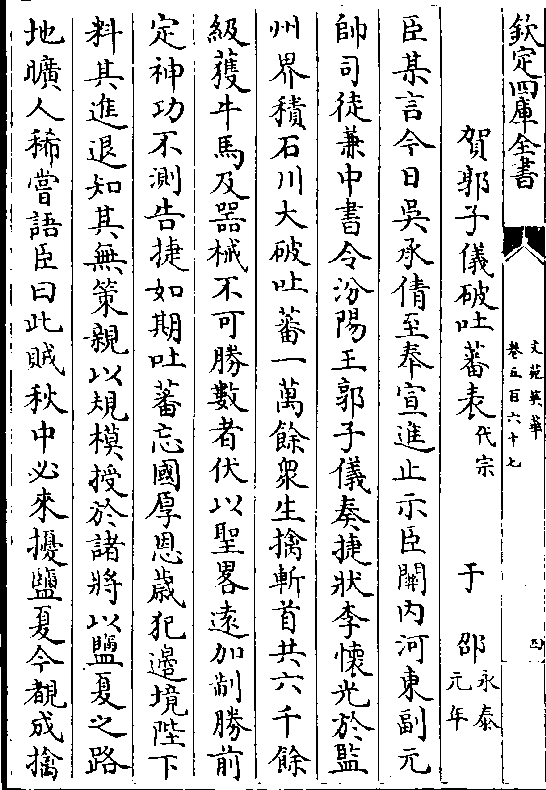 欽定四庫全書
文苑英華
卷五百六十七
四
賀郭子儀破吐蕃表代宗 于邵永泰元年
臣某言今日吳承倩至奉宣進止示臣關内河東副元
帥司徒兼中書令汾陽王郭子儀奏捷狀李懷光於監
州界積石川大破吐蕃一萬餘衆生擒斬首共六千餘
級獲牛馬及器械不可勝數者伏以聖畧遠加制勝前
定神功不測告捷如期吐蕃忘國厚恩歲犯邉境陛下
料其進退知其無策親以規模授於諸將以鹽夏之路
地曠人稀嘗語臣曰此賊秋中必來擾鹽夏今覩成擒